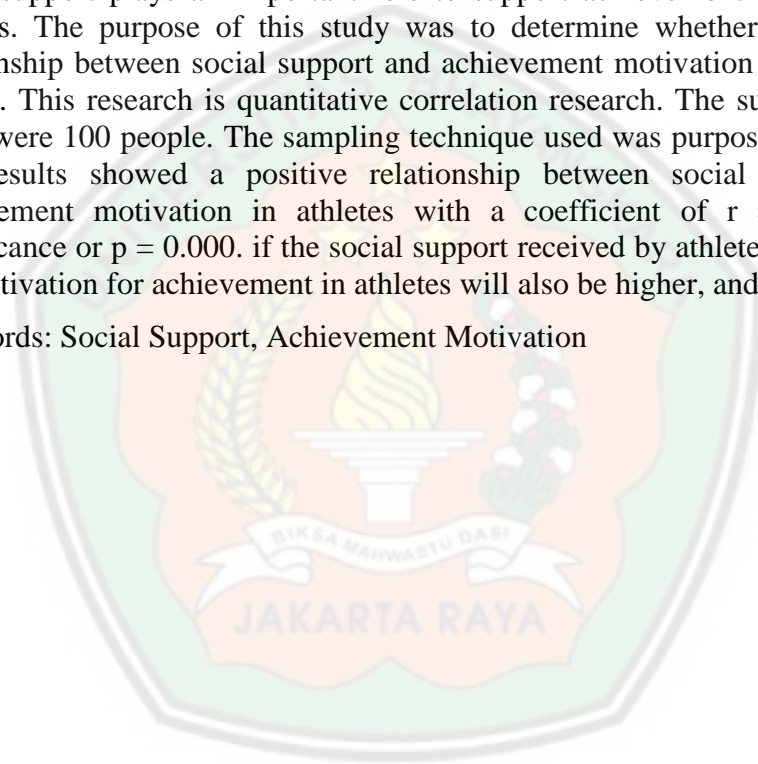 support plays an important role to support achievement
s. The purpose of this study was to determine whether
nship between social support and achievement motivation
. This research is quantitative correlation research. The su
were 100 people. The sampling technique used was purpos
esults showed a positive relationship between social
ement motivation in athletes with a coefficient of r
cance or p = 0.000. if the social support received by athlete
tivation for achievement in athletes will also be higher, and
ords: Social Support, Achievement Motivation
BIKSA MAHWASTU DASI
JAKARTA RAYA